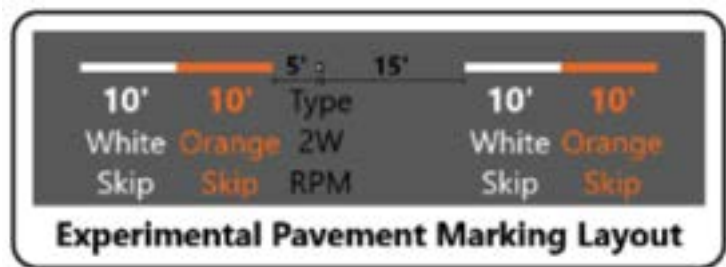 5' 15'
10' 10' Type 10' 10'
White Orange 2W White Orange
Skip Skip RPM Skip Skip
Experimental Pavement Marking Layout